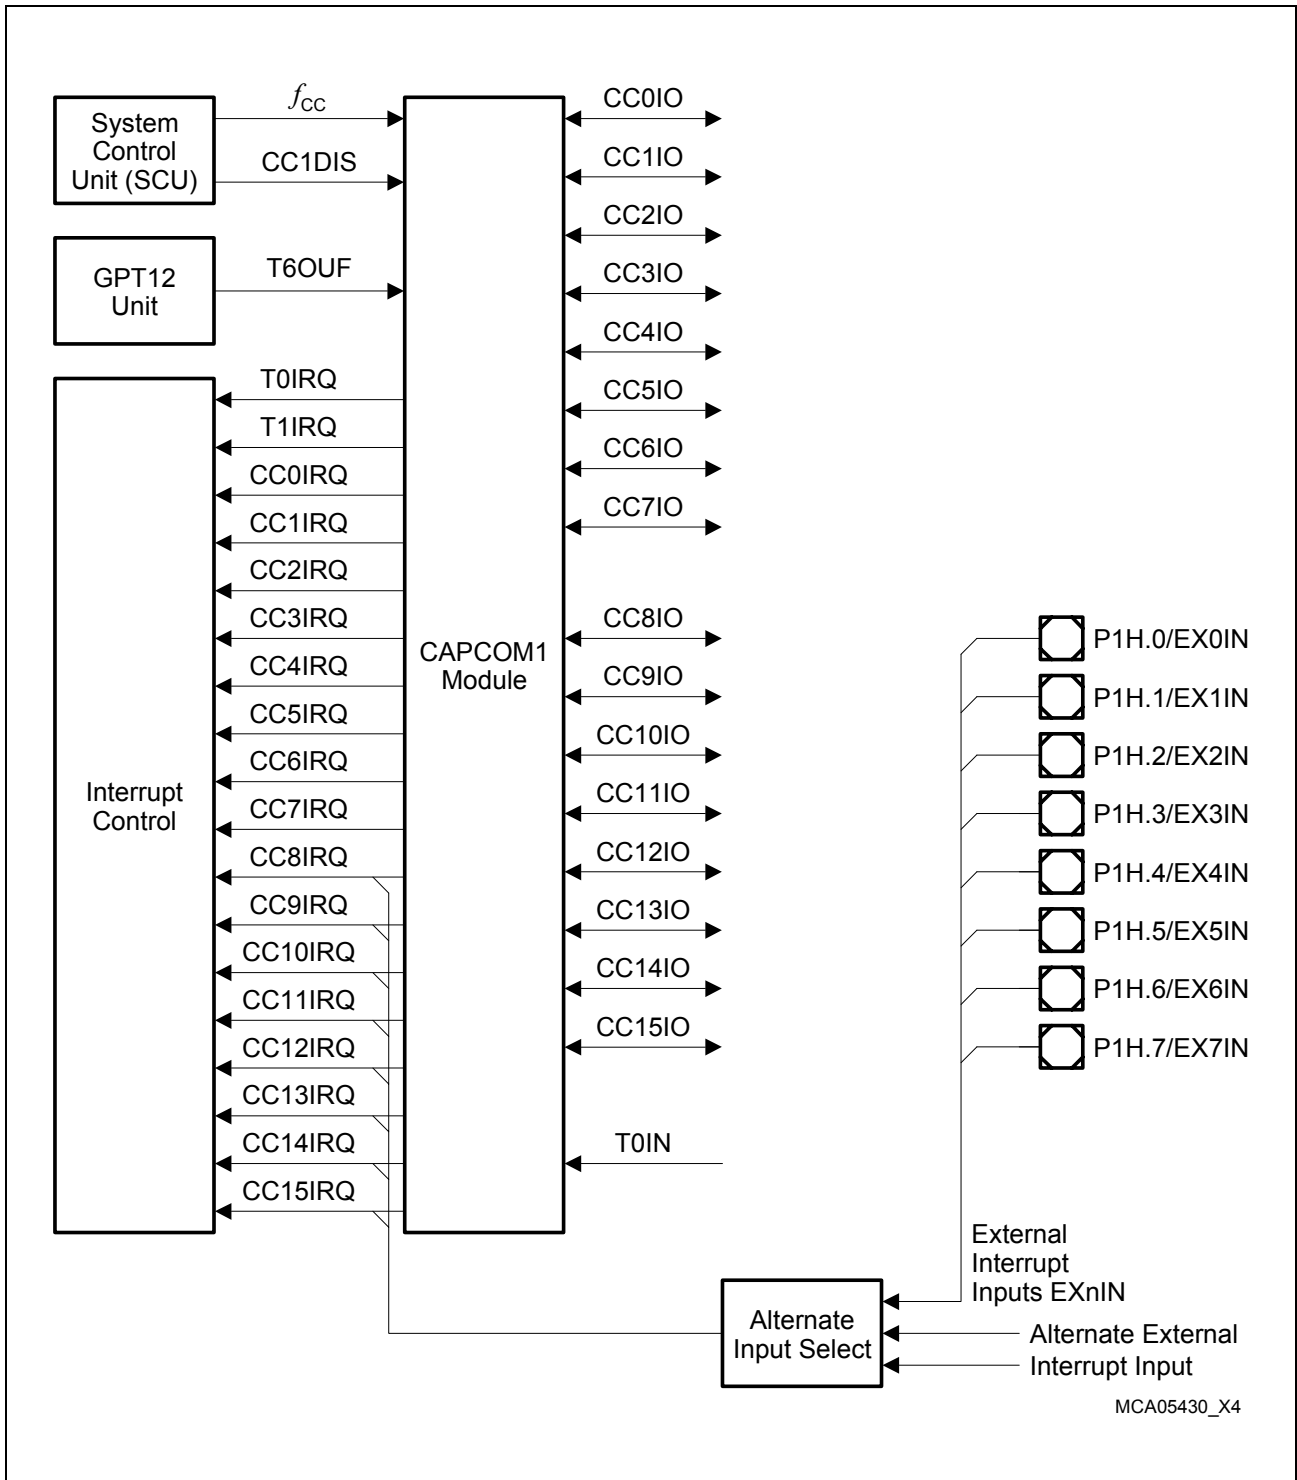 System
Control
Unit (SCU)
fCC
CC1DIS
GPT12
Unit
T6OUF
Interrupt
Control
T0IRQ
T1IRQ
CC0IRQ
CC1IRQ
CC2IRQ
CC3IRQ
CC4IRQ
CC5IRQ
CC6IRQ
CC7IRQ
CC8IRQ
CC9IRQ
CC10IRQ
CC11IRQ
CC12IRQ
CC13IRQ
CC14IRQ
CC15IRQ
CAPCOM1
Module
CC0IO
CC1IO
CC2IO
CC3IO
CC4IO
CC5IO
CC6IO
CC7IO
CC8IO
CC9IO
CC10IO
CC11IO
CC12IO
CC13IO
CC14IO
CC15IO
T0IN
P1H.0/EX0IN
P1H.1/EX1IN
P1H.2/EX2IN
P1H.3/EX3IN
P1H.4/EX4IN
P1H.5/EX5IN
P1H.6/EX6IN
P1H.7/EX7IN
External
Interrupt
Inputs EXnIN
Alternate
Input Select
Alternate External
Interrupt Input
MCA05430_X4